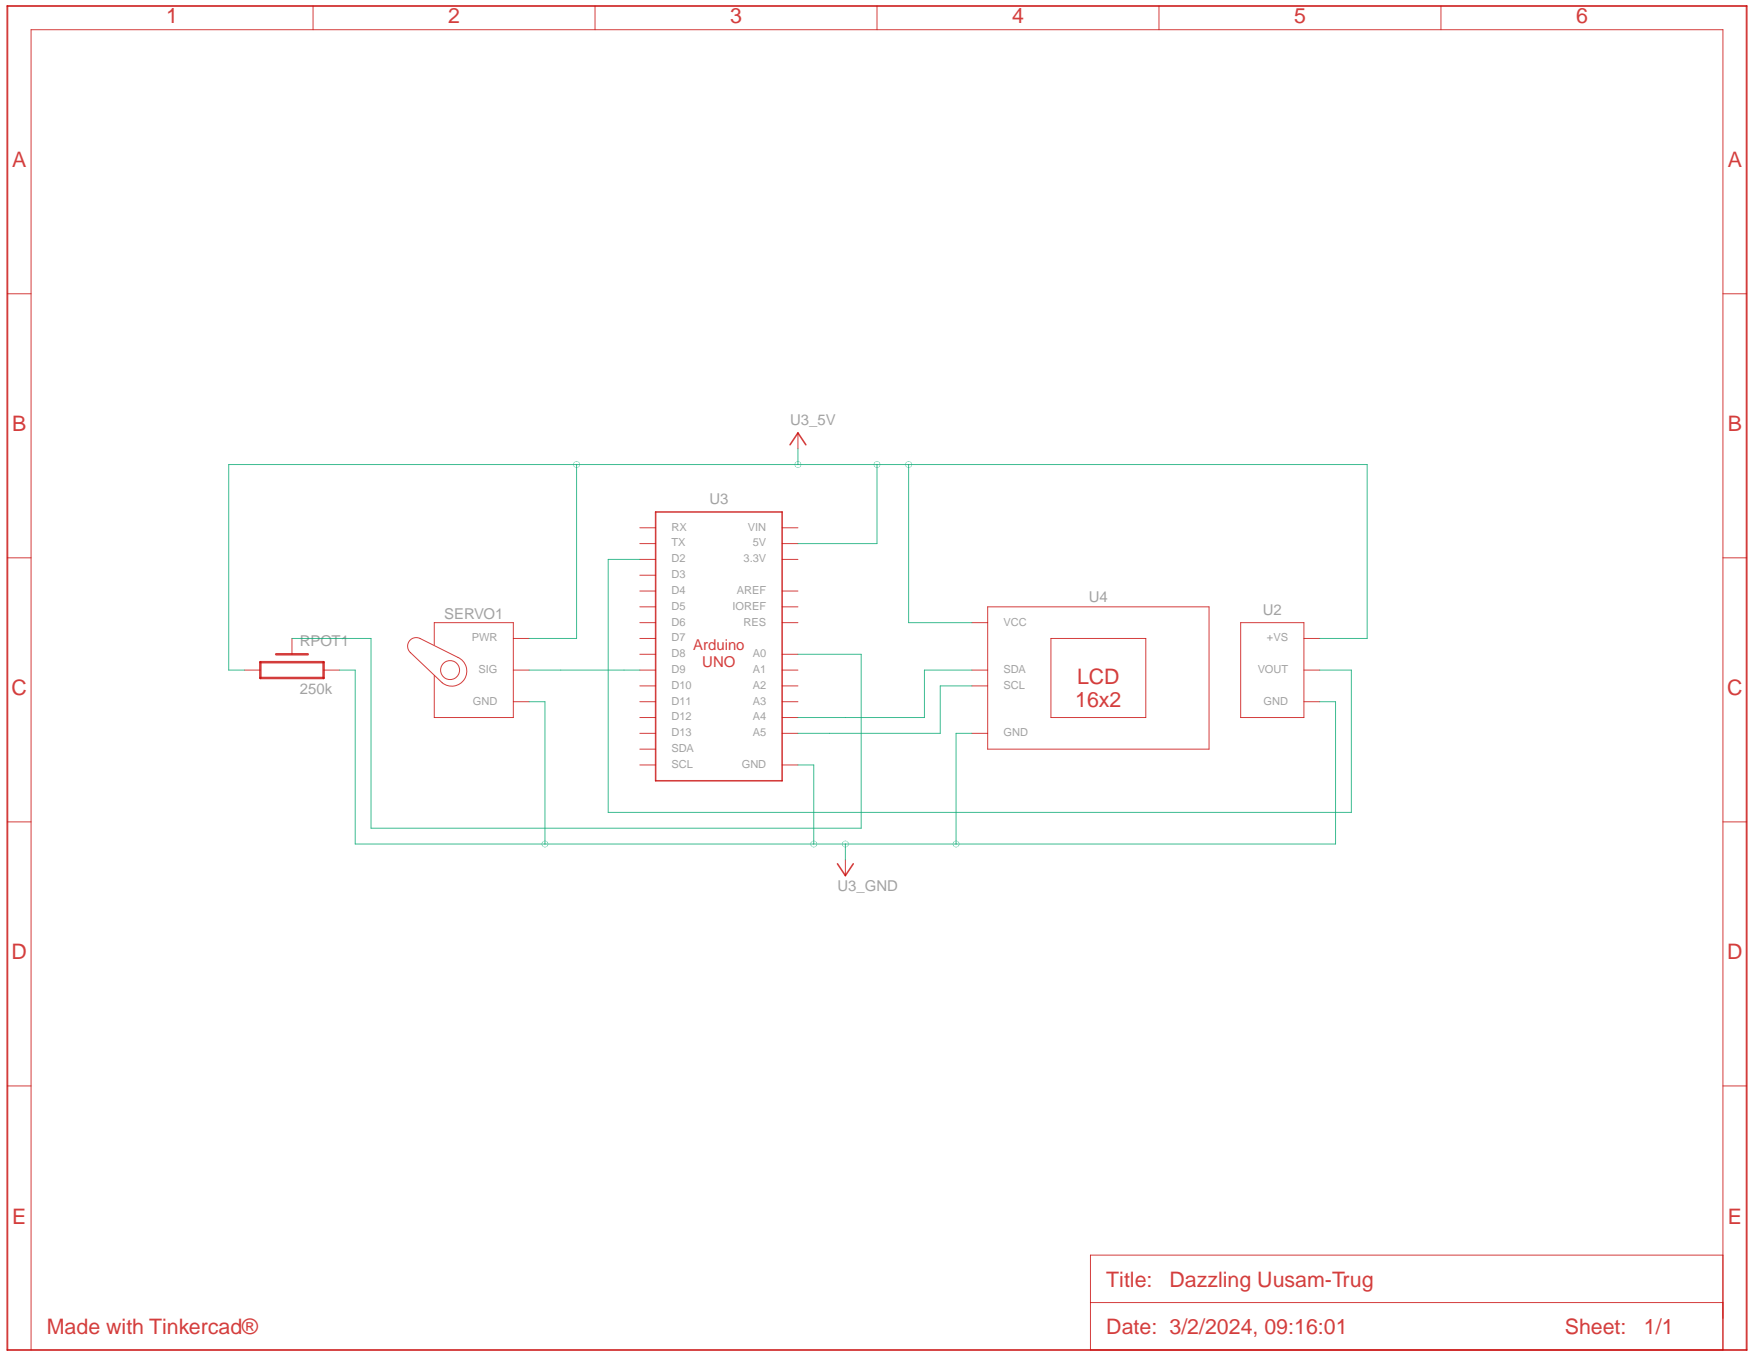 1 2 3 4 5 6
A A
B B
C C
D D
E E
U3_5V
U3
RX VIN
TX 5V
D2 3.3V
D3
D4 AREF
D5 IOREF
D6 RES
D7
Arduino
UNO
D8 A0
D9 A1
D10 A2
D11 A3
D12 A4
D13 A5
SDA
SCL GND
RPOT1
250k
SERVO1
PWR
SIG
GND
U4
VCC
SDA
SCL
GND
LCD
16x2
U2
+VS
VOUT
GND
U3_GND
Made with Tinkercad®
Title: Dazzling Uusam-Trug
Date: 3/2/2024, 09:16:01 Sheet: 1/1